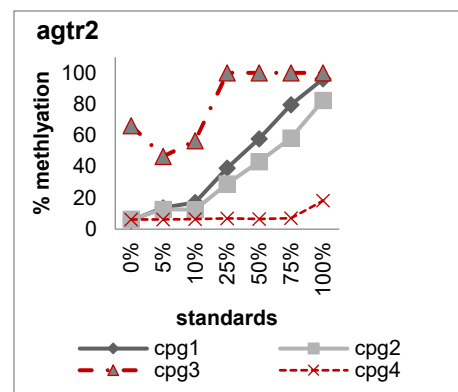 agtr2
% methlyation
100
80
60
40
20
0
0%
5%
10%
25%
50%
75%
100%
standards
cpg1
cpg2
cpg3
cpg4